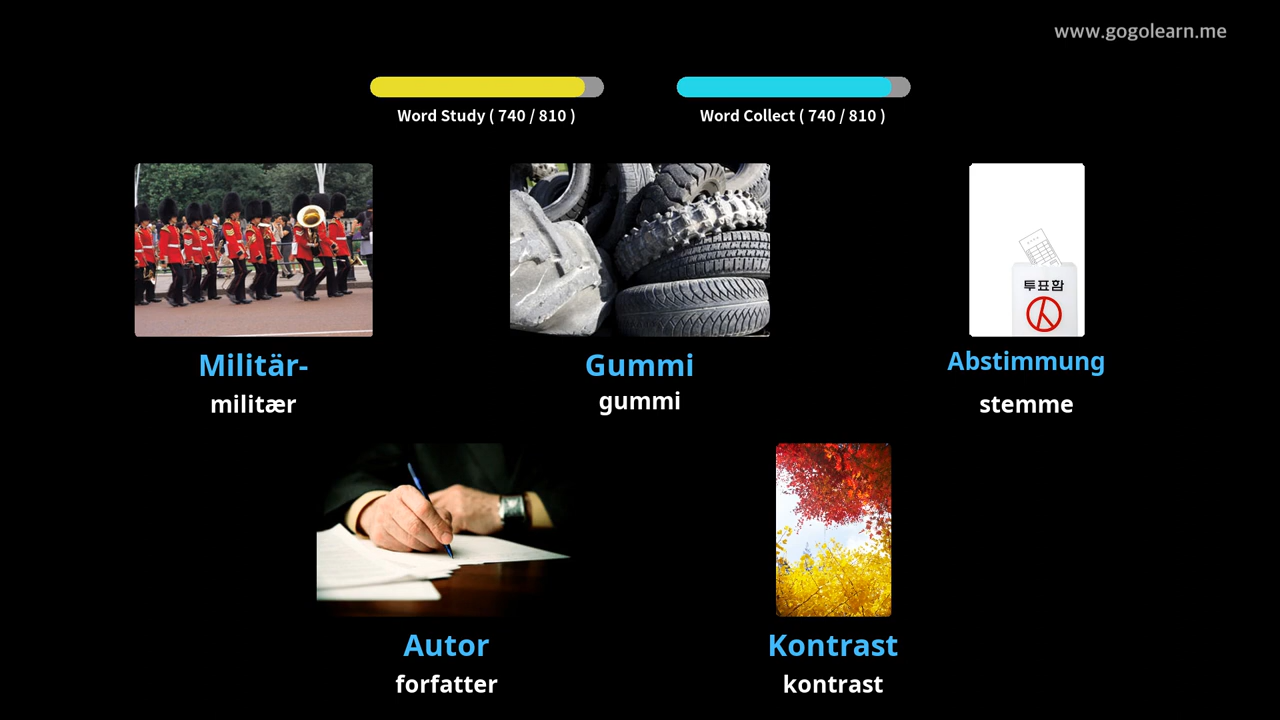 www.gogolearn.me
Word Study ( 740 / 810 )
Word Collect ( 740 / 810 )
투표함
Militär-
militær
Gummi
gummi
Abstimmung
stemme
Autor
forfatter
Kontrast
kontrast